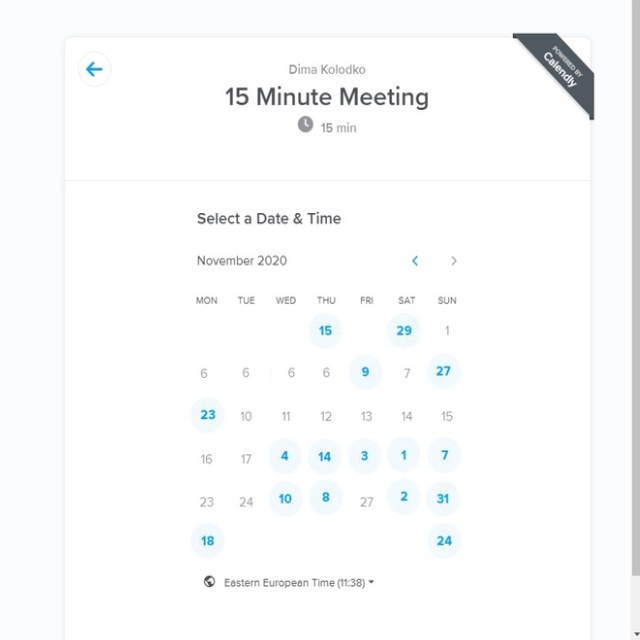 POWERED BY
Calendly
Dima Kolodko
15 Minute Meeting
15 min
Select a Date & Time
November 2020
MON TUE WED THU FRI SAT SUN
15 29 1
6 6 6 6 9 7 27
23 10 11 12 13 14 15
16 17 4 14 3 1 7
23 24 10 8 27 2 31
18 24
Eastern European Time (11:38)